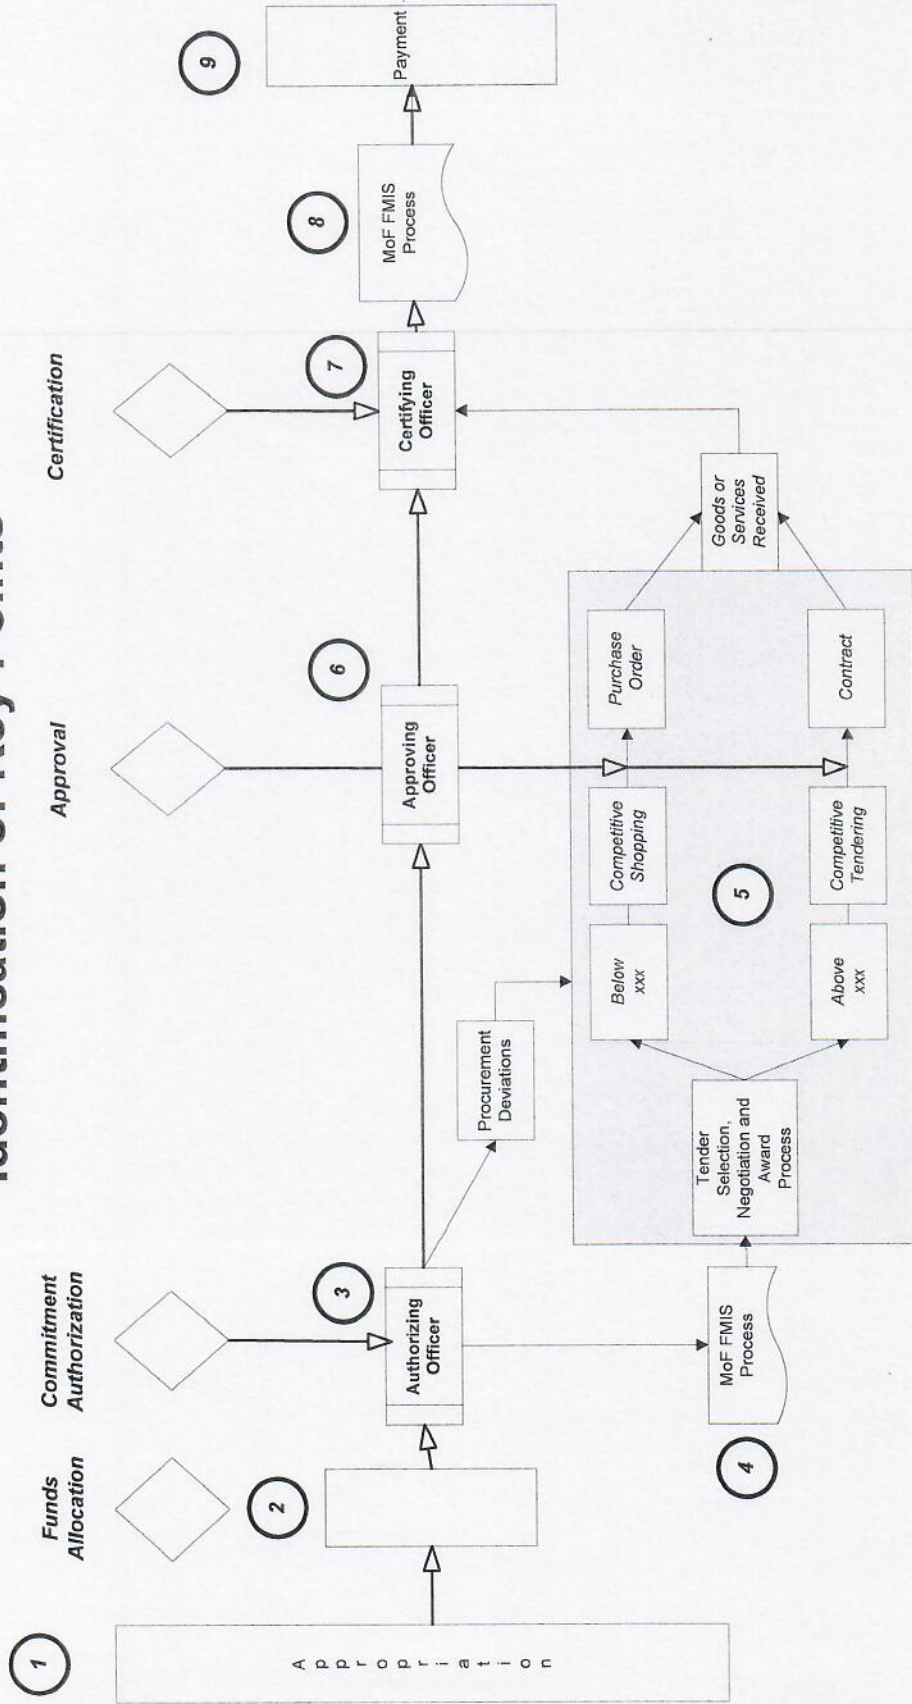 Identification of Key Points
1
Funds
Allocation
Commitment
Authorization
Approval
Certification
2
3
6
7
8
9
Appropriation
Authorizing
Officer
Approving
Officer
Certifying
Officer
MoF FMIS
Process
Payment
Procurement
Deviations
4
MoF FMIS
Process
Tender
Selection,
Negotiation and
Award
Process
Below
xxx
Competitive
Shopping
Purchase
Order
5
Above
xxx
Competitive
Tendering
Contract
Goods or
Services
Received